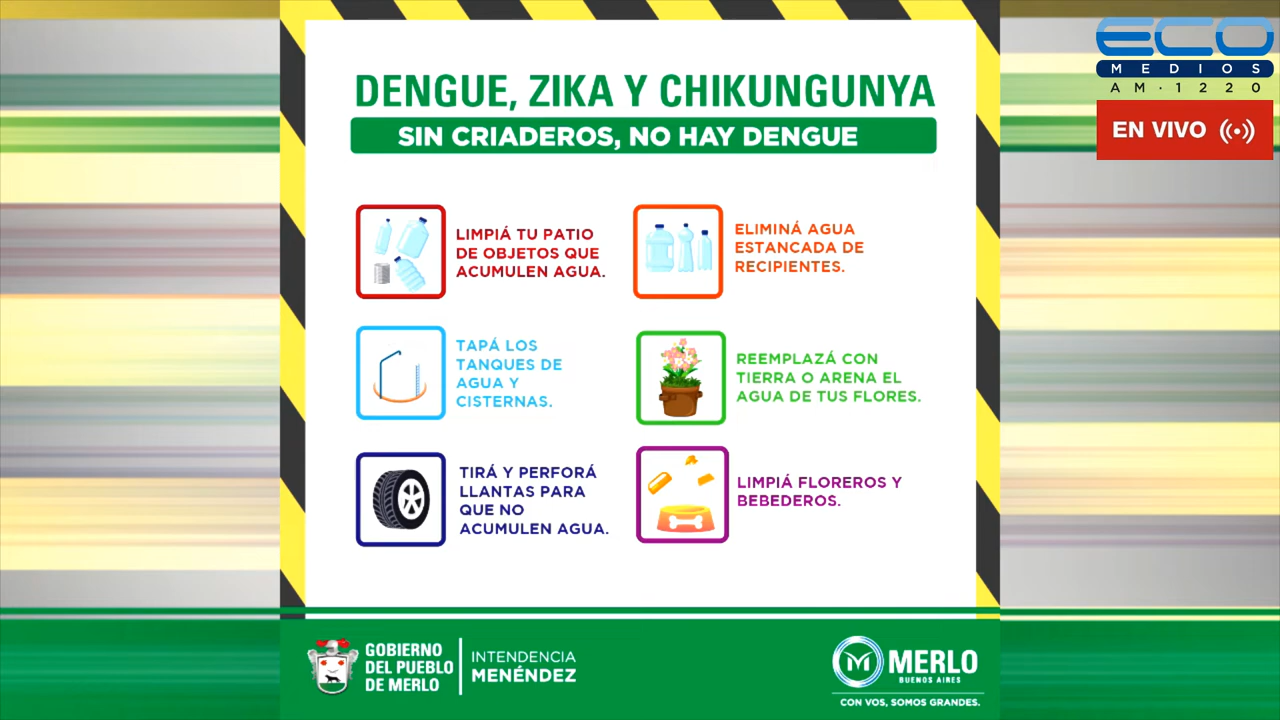 DENGUE, ZIKA Y CHIKUNGUNYA
SIN CRIADEROS, NO HAY DENGUE
LIMPIÁ TU PATIO
DE OBJETOS QUE
ACUMULEN AGUA.
ELIMINÁ AGUA
ESTANCADA DE
RECIPIENTES.
TAPÁ LOS
TANQUES DE
AGUA Y
CISTERNAS.
REEMPLAZÁ CON
TIERRA O ARENA EL
AGUA DE TUS FLORES.
TIRÁ Y PERFORÁ
LLANTAS PARA
QUE NO
ACUMULEN AGUA.
LIMPIÁ FLOREROS Y
BEBEDEROS.
GOBIERNO
DEL PUEBLO
DE MERLO
INTENDENCIA
MENÉNDEZ
M
MERLO
BUENOS AIRES
CON VOS, SOMOS GRANDES.
ECO
MEDIOS
AM·1220
EN VIVO